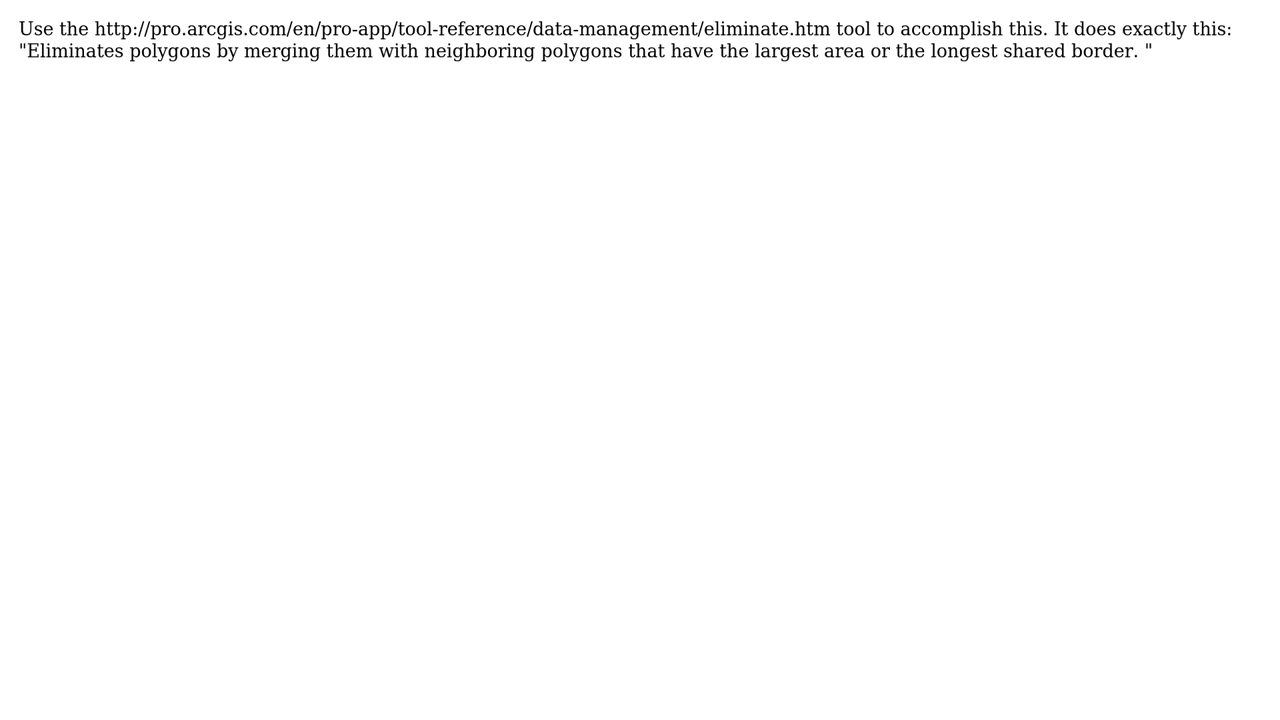 Use the http://pro.arcgis.com/en/pro-app/tool-reference/data-management/eliminate.htm tool to accomplish this. It does exactly this:
"Eliminates polygons by merging them with neighboring polygons that have the largest area or the longest shared border. "